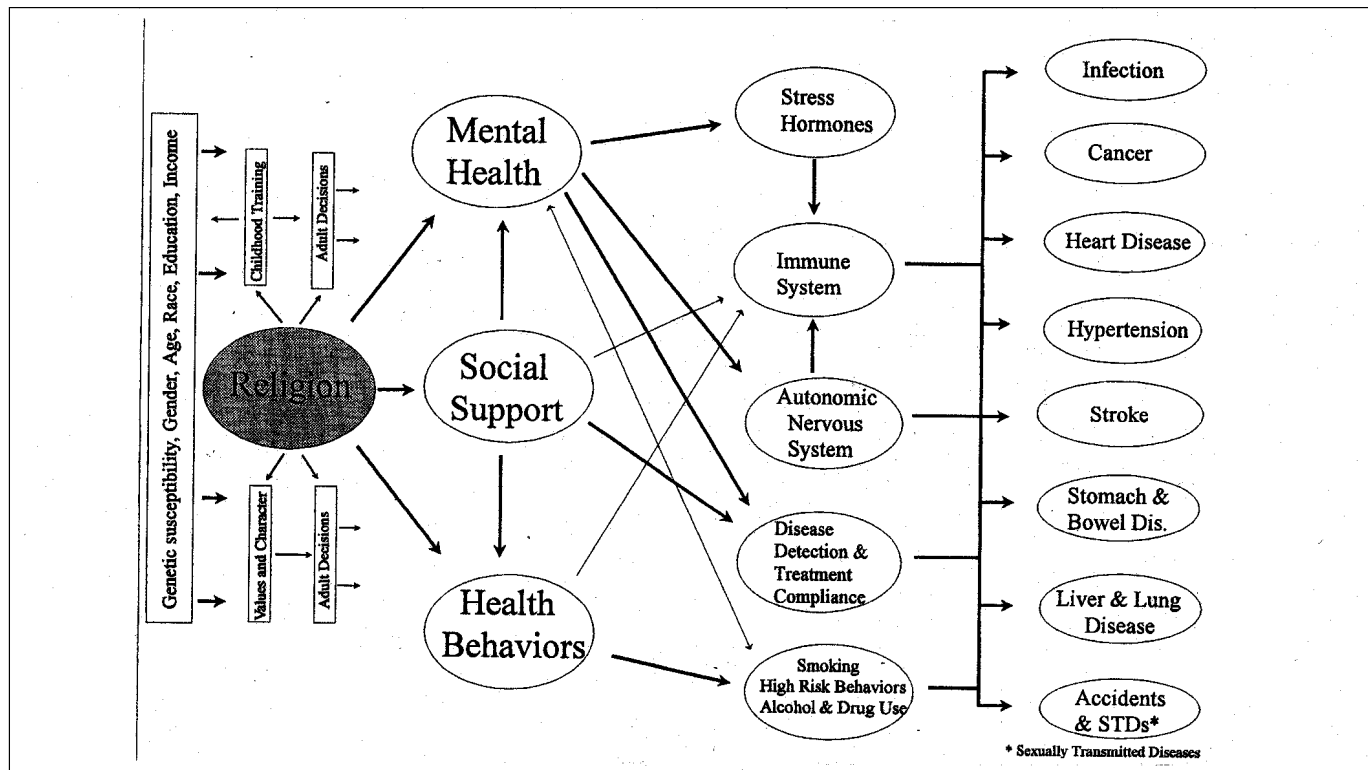 Genetic susceptibility, Gender, Age, Race, Education, Income
Childhood Training
Adult Decisions
Religion
Values and Character
Adult Decisions
Mental
Health
Social
Support
Health
Behaviors
Stress
Hormones
Immune
System
Autonomic
Nervous
System
Disease
Detection &
Treatment
Compliance
Smoking
High Risk Behaviors
Alcohol & Drug Use
Infection
Cancer
Heart Disease
Hypertension
Stroke
Stomach &
Bowel Dis.
Liver & Lung
Disease
Accidents
& STDs*
* Sexually Transmitted Diseases